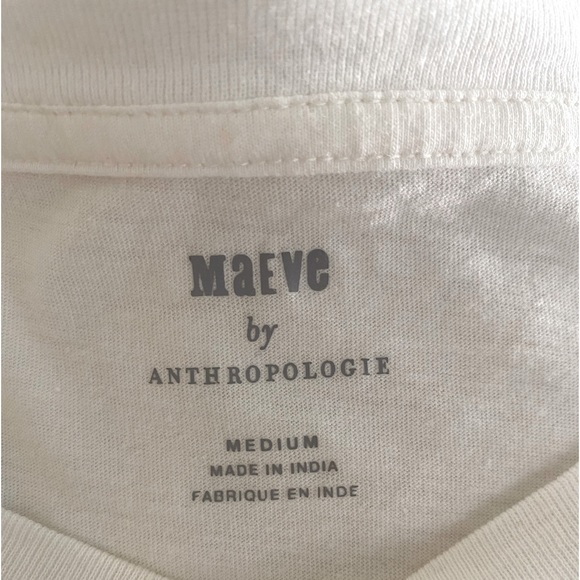 MaEve
by
ANTHROPOLOGIE
MEDIUM
MADE IN INDIA
FABRIQUE EN INDE